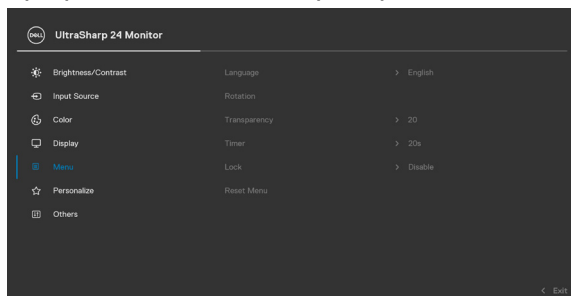 DELL UltraSharp 24 Monitor
Brightness/Contrast Language > English
Input Source Rotation
Color Transparency > 20
Display Timer > 20s
Menu Lock > Disable
Personalize Reset Menu
Others
< Exit